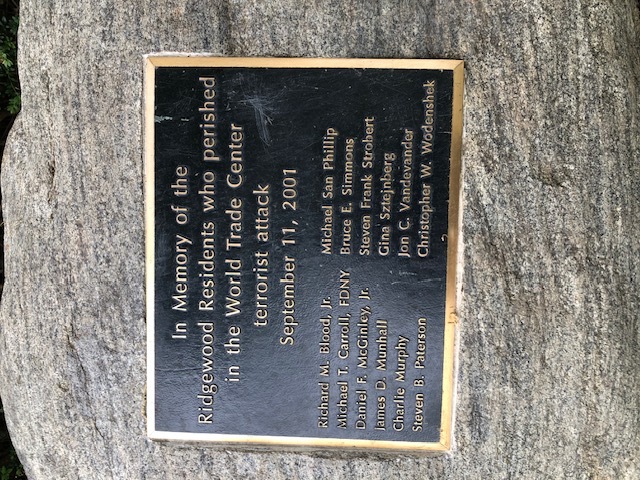 In Memory of the
Ridgewood Residents who perished
in the World Trade Center
terrorist attack
September 11, 2001
Richard M. Blood, Jr.
Michael T. Carroll, FDNY
Daniel F. McGinley, Jr.
James D. Munhall
Charlie Murphy
Steven B. Paterson
Michael San Phillip
Bruce E. Simmons
Steven Frank Strobert
Gina Sztejnberg
Jon C. Vandevander
Christopher W. Wodenshek